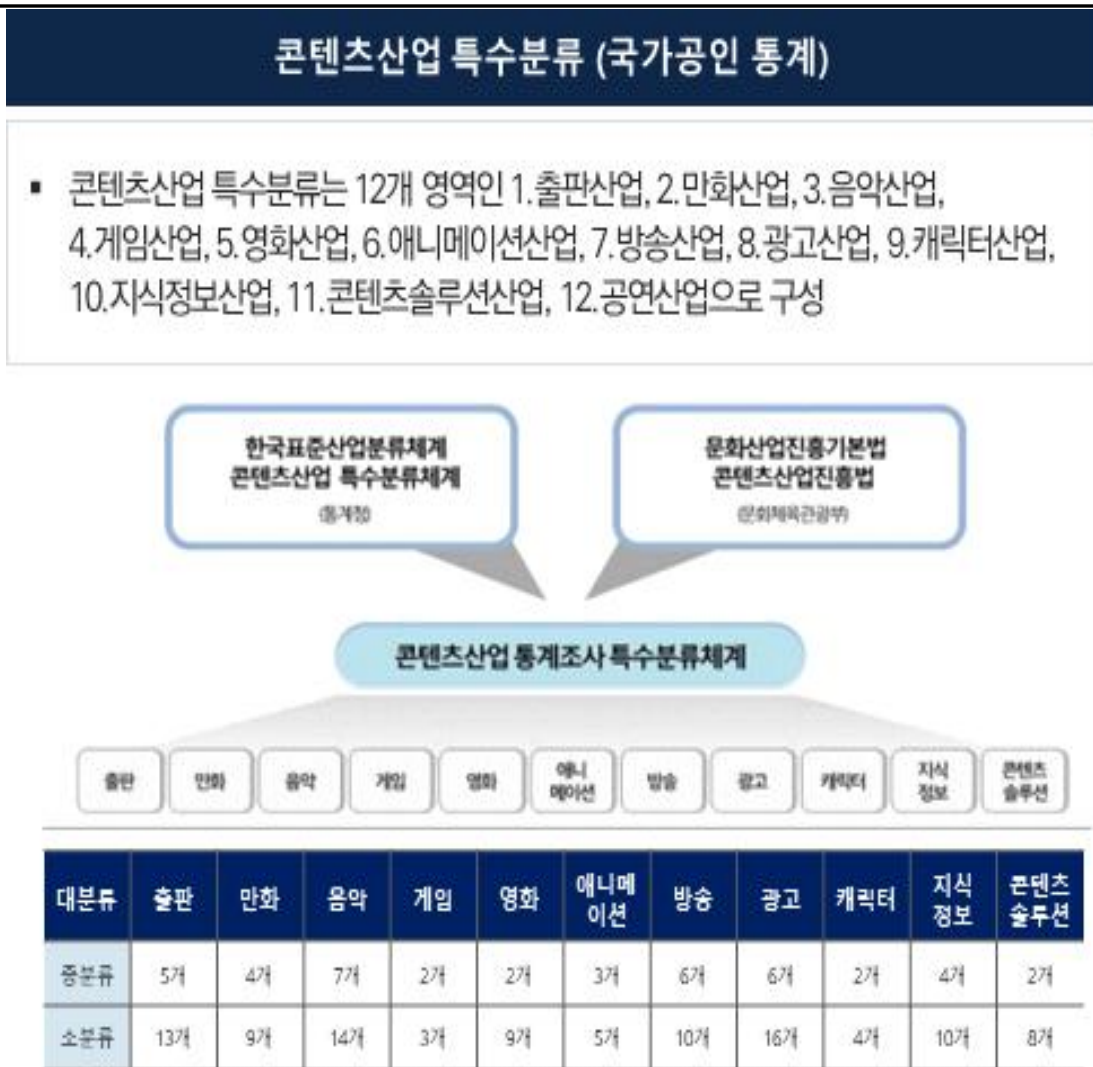 콘텐츠산업 특수분류 (국가공인 통계)
▪ 콘텐츠산업 특수분류는 12개 영역인 1.출판산업, 2.만화산업, 3.음악산업,
4.게임산업, 5.영화산업, 6.애니메이션산업, 7.방송산업, 8.광고산업, 9.캐릭터산업,
10.지식정보산업, 11.콘텐츠솔루션산업, 12.공연산업으로 구성
한국표준산업분류체계
콘텐츠산업 특수분류체계
(통계청)
문화산업진흥기본법
콘텐츠산업진흥법
(문화체육관광부)
콘텐츠산업 통계조사 특수분류체계
출판 만화 음악 게임 영화 애니메이션 방송 광고 캐릭터 지식정보 콘텐츠솔루션
대분류 출판 만화 음악 게임 영화 애니메이션 방송 광고 캐릭터 지식정보 콘텐츠솔루션
중분류 5개 4개 7개 2개 2개 3개 6개 6개 2개 4개 2개
소분류 13개 9개 14개 3개 9개 5개 10개 16개 4개 10개 8개